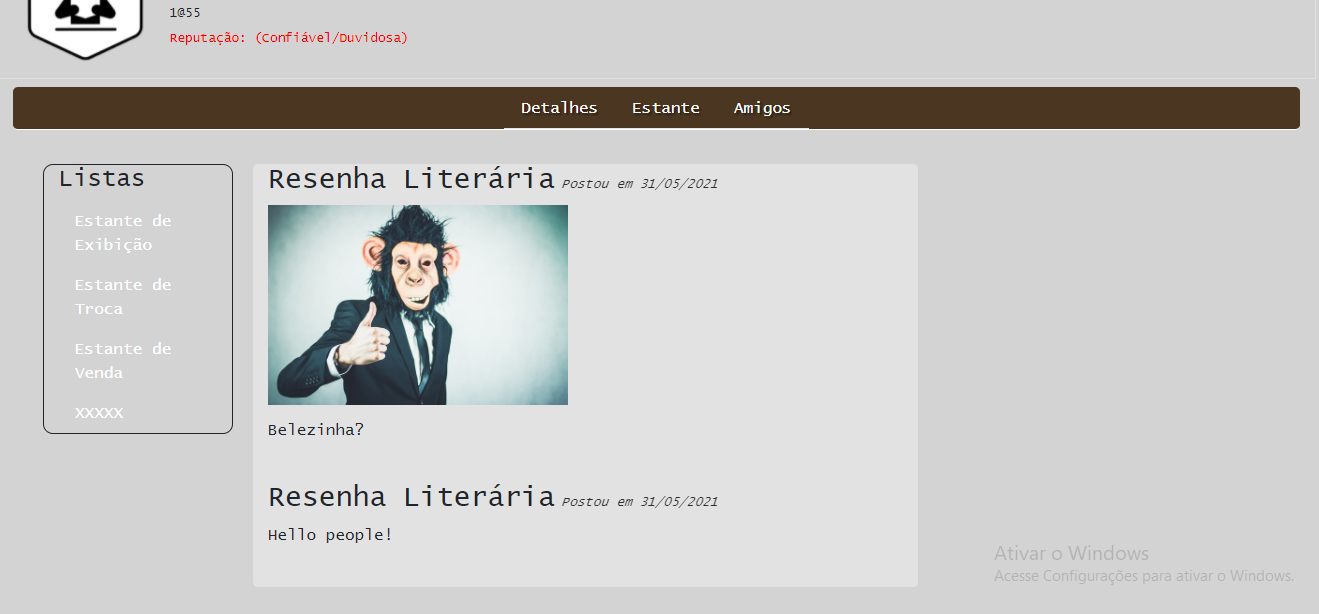 1@55
Reputação: (Confiável/Duvidosa)
Detalhes Estante Amigos
Listas
Estante de
Exibição
Estante de
Troca
Estante de
Venda
XXXXX
Resenha Literária Postou em 31/05/2021
Belezinha?
Resenha Literária Postou em 31/05/2021
Hello people!
Ativar o Windows
Acesse Configurações para ativar o Windows.